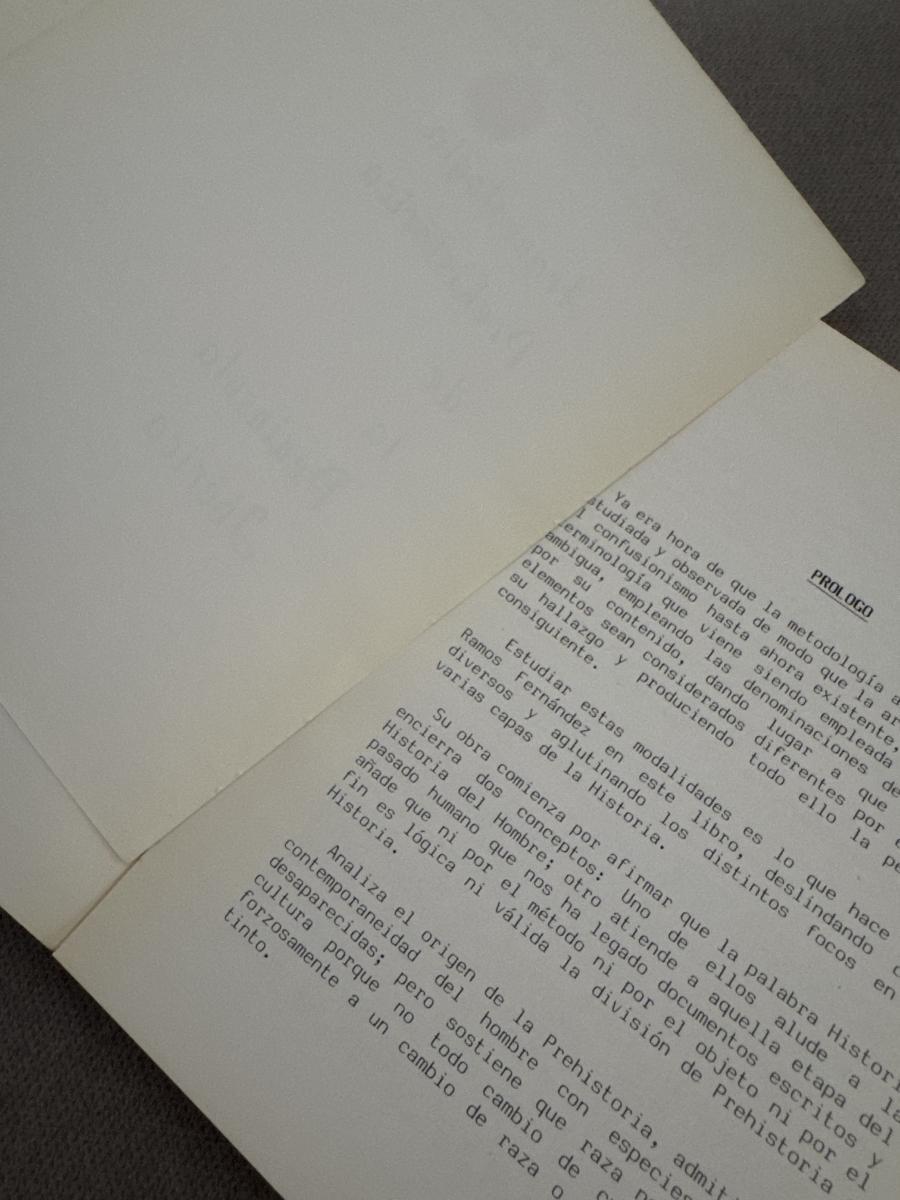 PROLOGO
Ya era hora de que la metodología
estudiada y observada de modo que la
confusionismo hasta ahora existente,
terminología que viene siendo empleada
ambigua, empleando las denominaciones
por su contenido, dando lugar a que
elementos sean considerados diferentes por
su hallazgo y produciendo todo ello la
consiguiente.
Estudiar estas modalidades es lo que hace
Ramos Fernández en este libro, deslindando
diversos y aglutinando los distintos focos en
varias capas de la Historia.
Su obra comienza por afirmar que la palabra
encierra dos conceptos: Uno de ellos alude a la
Historia del Hombre; otro atiende a aquella etapa del
pasado humano que nos ha legado documentos escritos y
añade que ni por el método ni por el objeto ni por el
fin es lógica ni válida la división de Prehistoria
Historia.
Analiza el origen de la Prehistoria,
contemporaneidad del hombre con especies
desaparecidas; pero sostiene que raza
cultura porque no todo cambio de
forzosamente a un cambio de raza o
tinto.